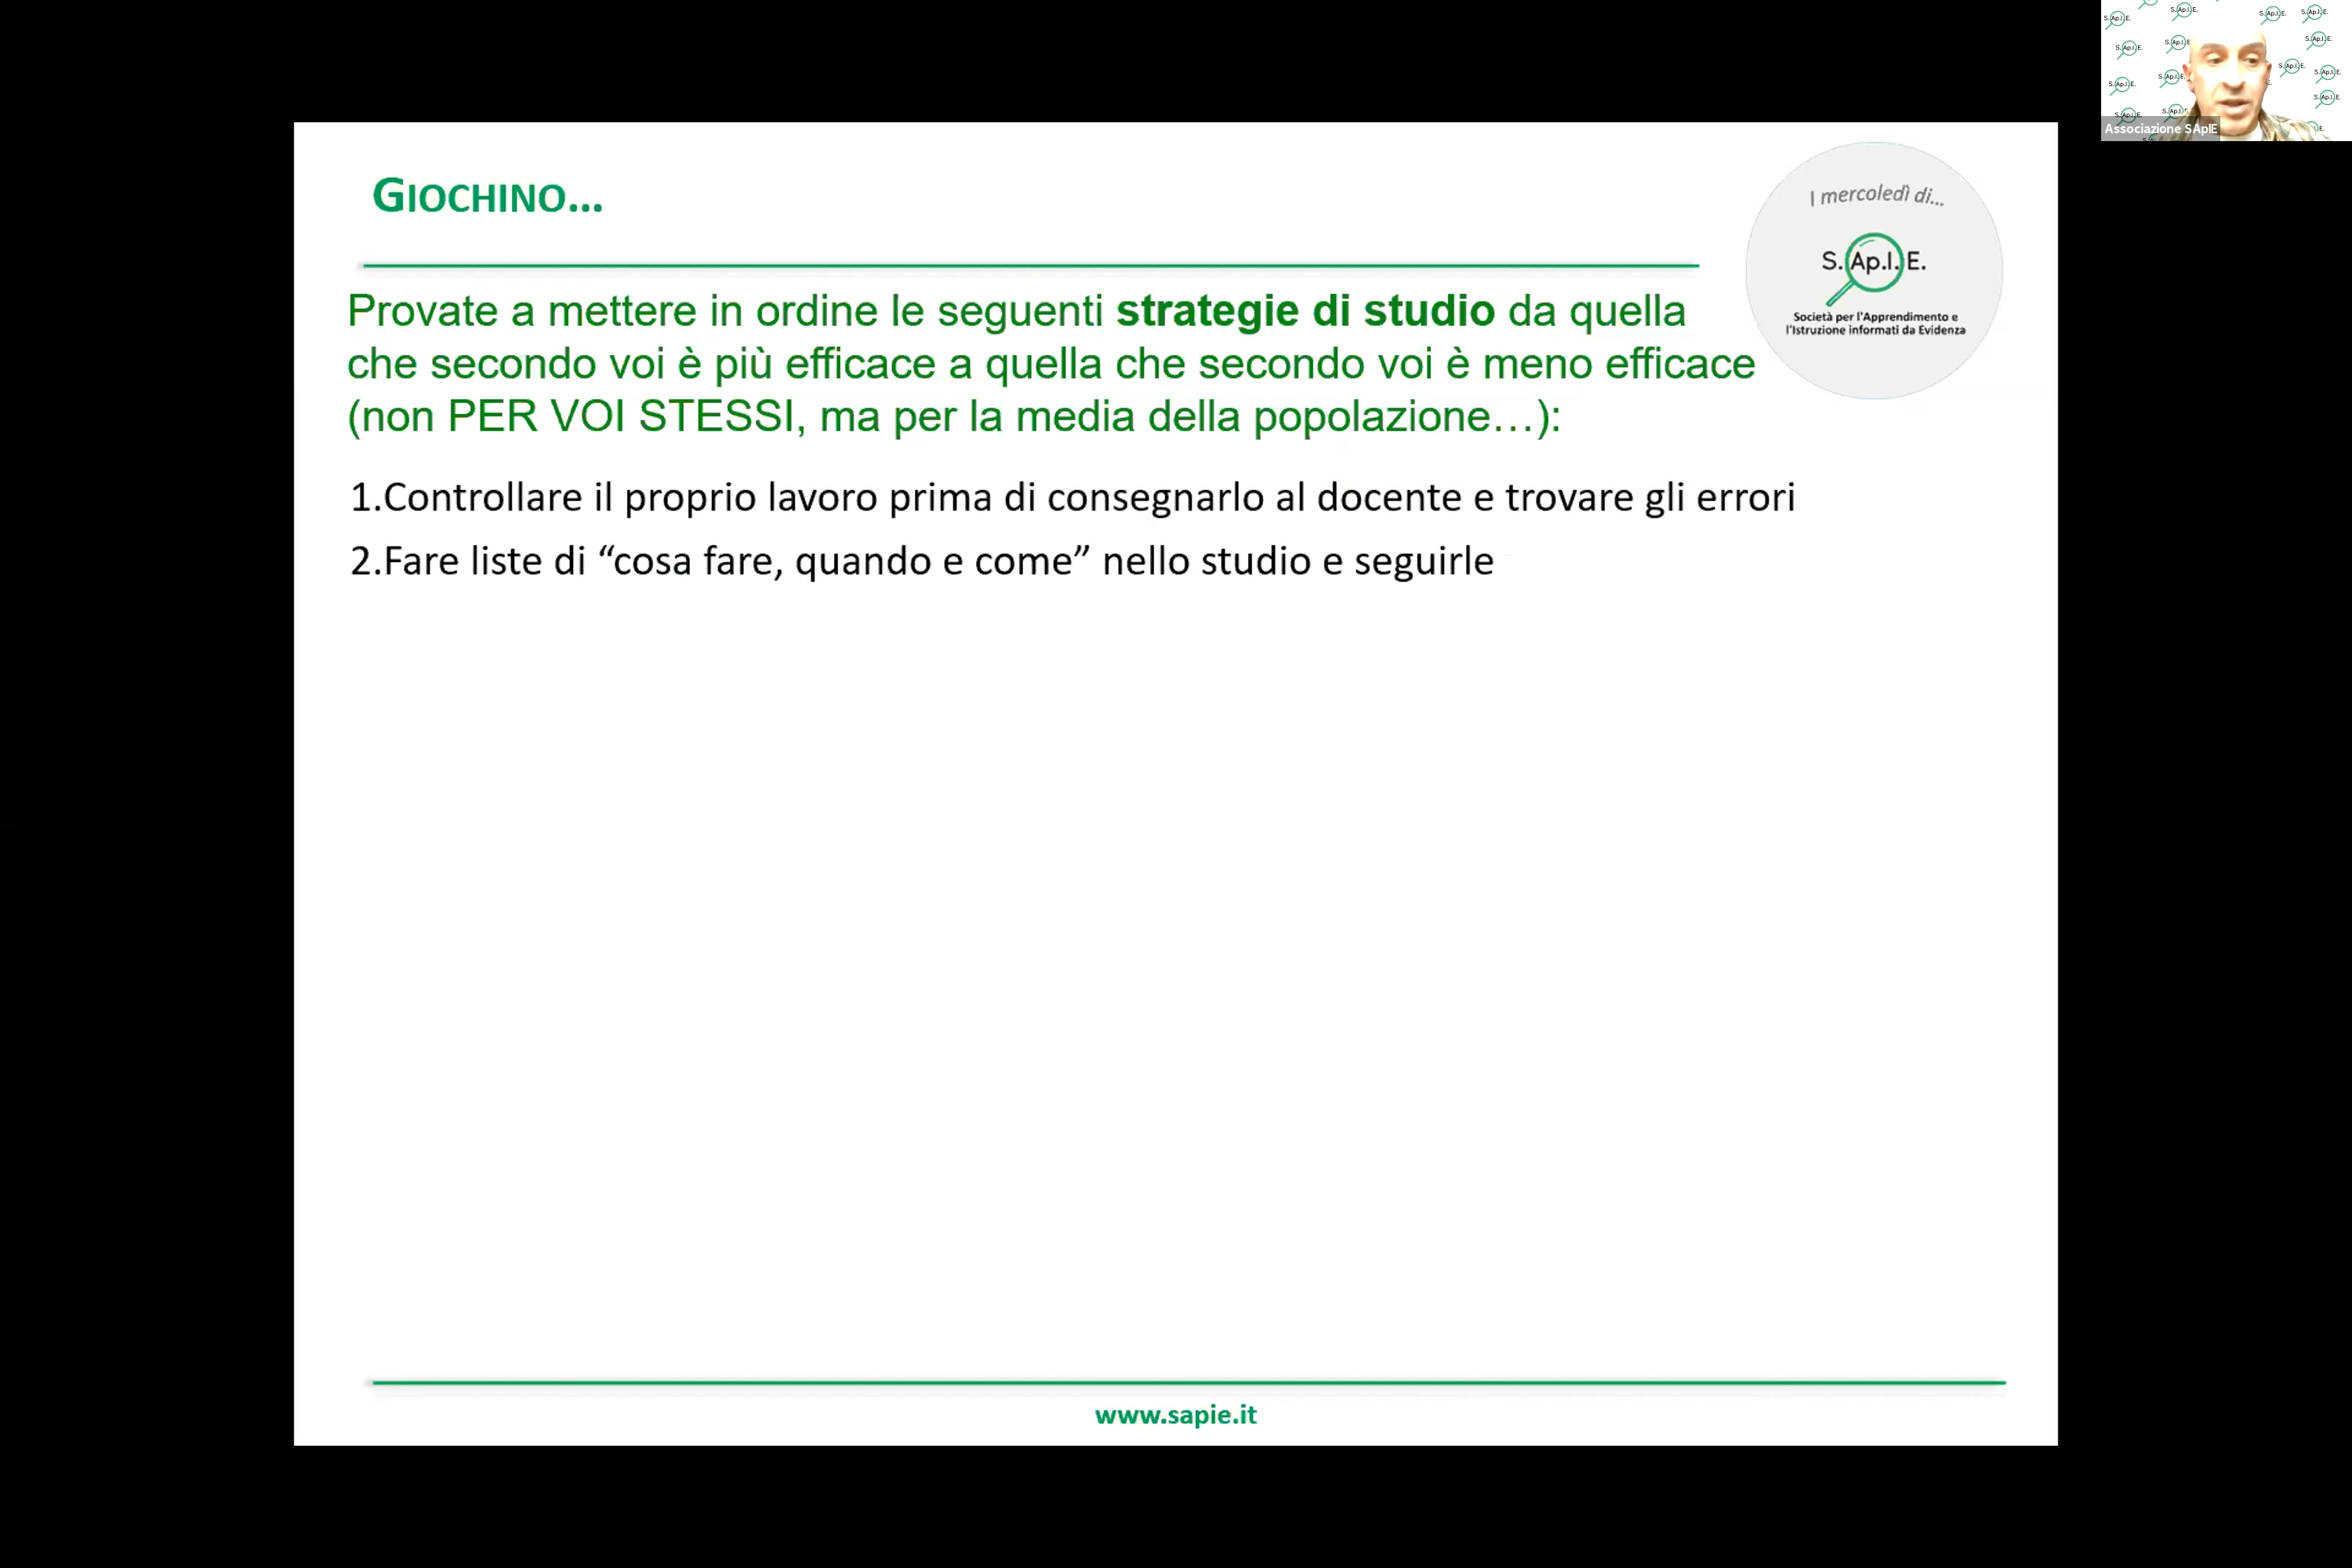 GIOCHINO...
I mercoledì di...
S.Ap.I.E.
Società per l'Apprendimento e
l'Istruzione informati da Evidenza
Provate a mettere in ordine le seguenti strategie di studio da quella
che secondo voi è più efficace a quella che secondo voi è meno efficace
(non PER VOI STESSI, ma per la media della popolazione…):
1.Controllare il proprio lavoro prima di consegnarlo al docente e trovare gli errori
2.Fare liste di “cosa fare, quando e come” nello studio e seguirle
www.sapie.it
Associazione SApIE